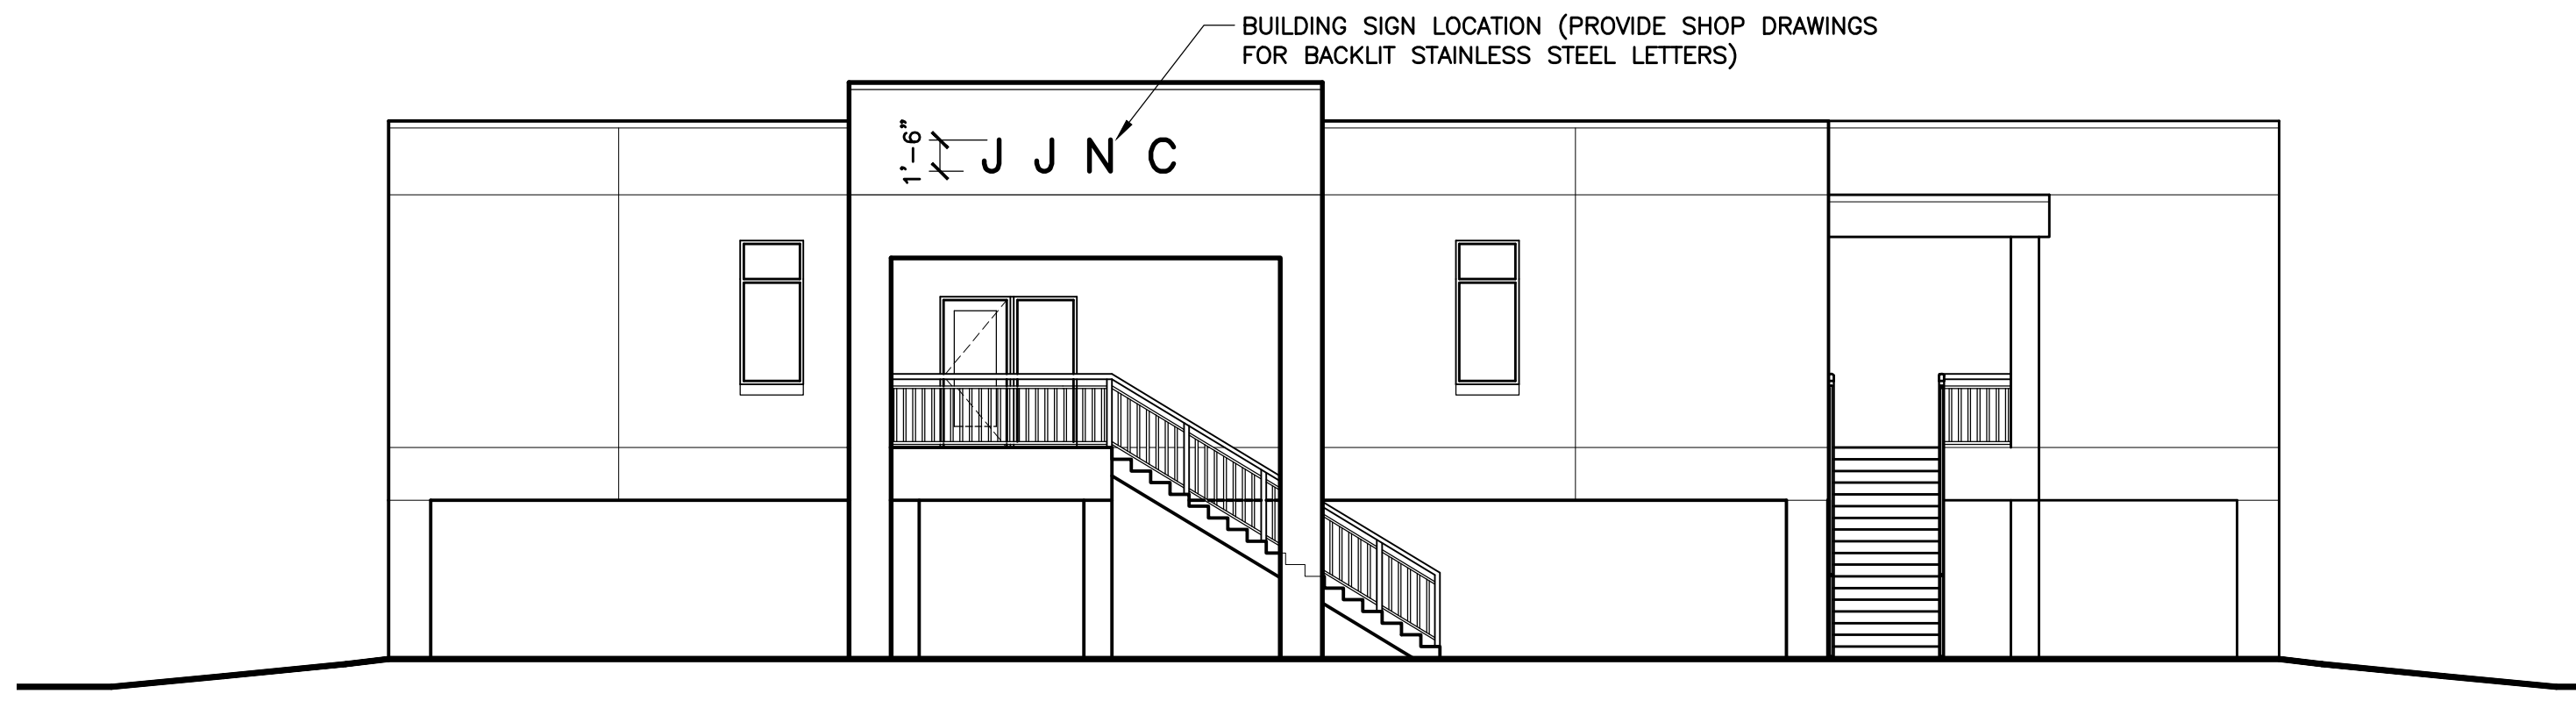 BUILDING SIGN LOCATION (PROVIDE SHOP DRAWINGS
FOR BACKLIT STAINLESS STEEL LETTERS)
1'-6"
J J N C